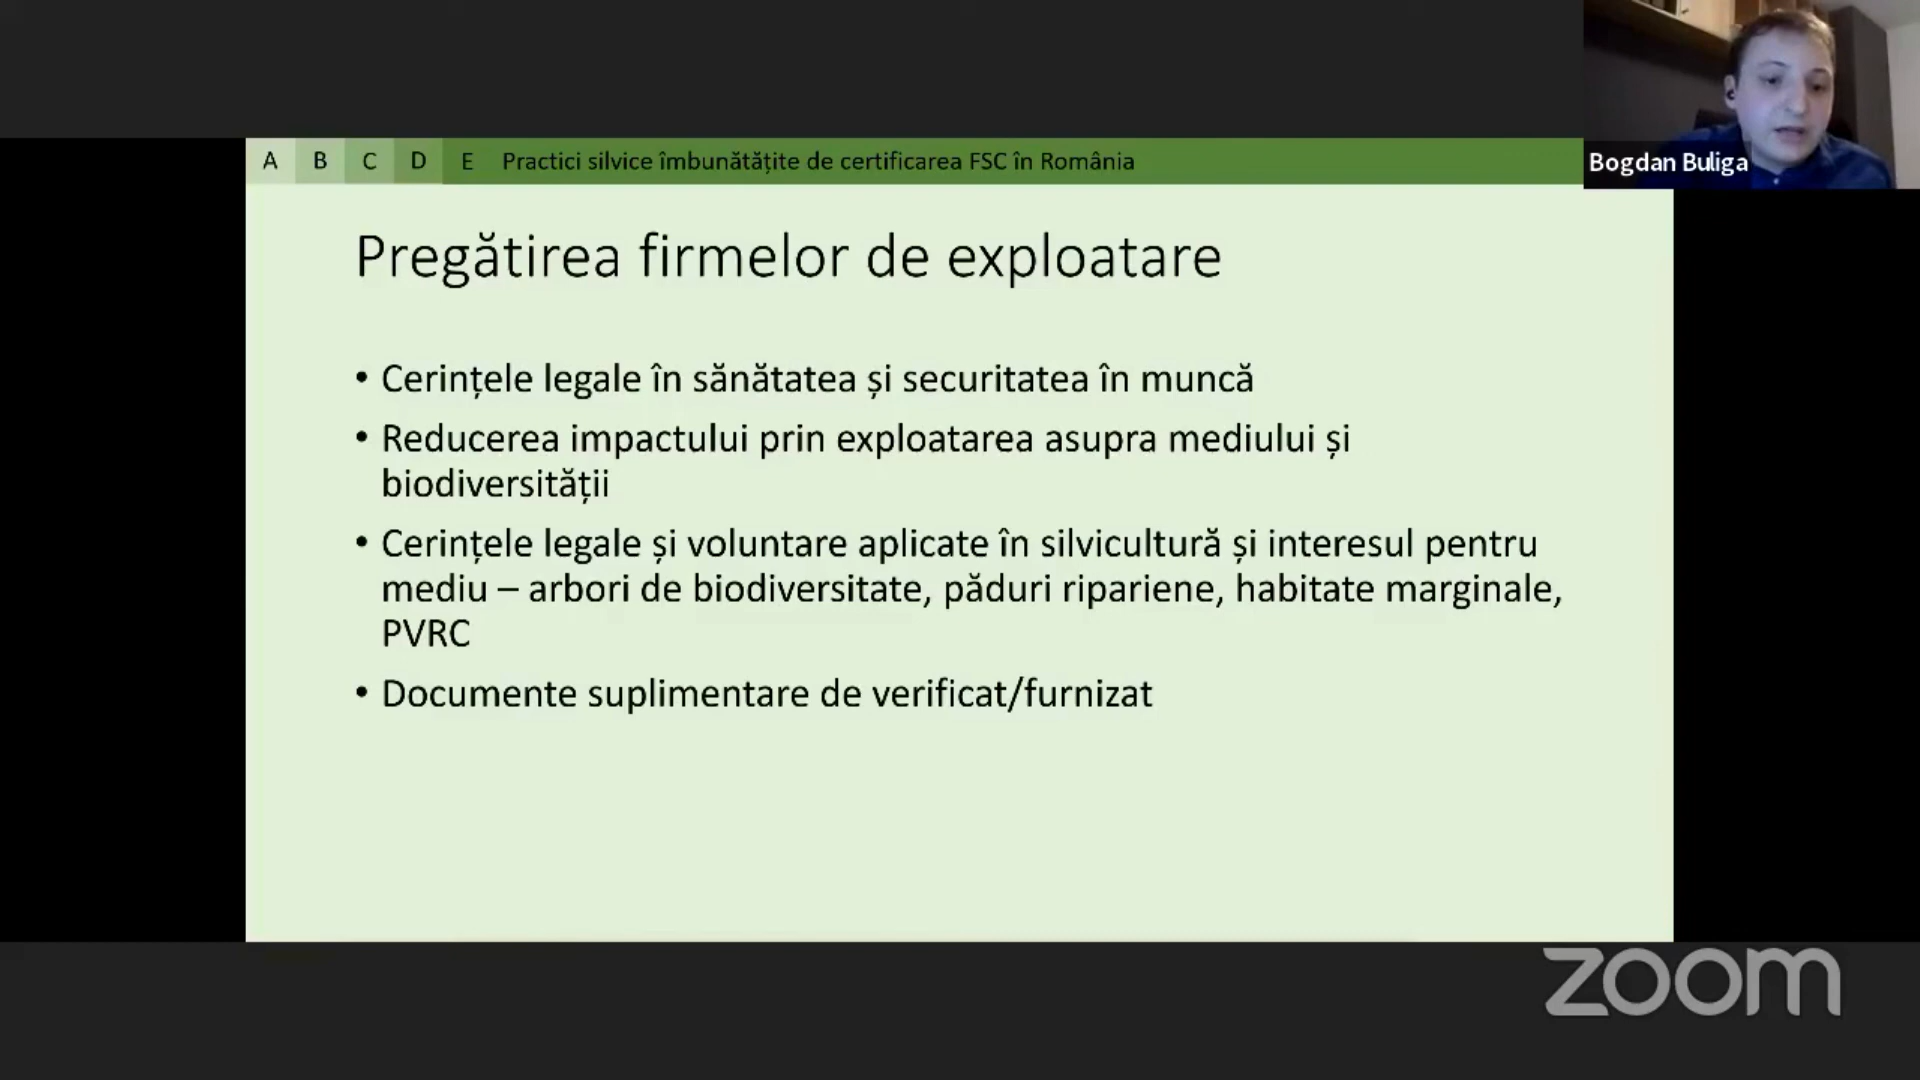 A B C D E Practici silvice îmbunătățite de certificarea FSC în România
Bogdan Buliga
Pregătirea firmelor de exploatare
• Cerințele legale în sănătatea și securitatea în muncă
• Reducerea impactului prin exploatarea asupra mediului și
biodiversității
• Cerințele legale și voluntare aplicate în silvicultură și interesul pentru
mediu – arbori de biodiversitate, păduri ripariene, habitate marginale,
PVRC
• Documente suplimentare de verificat/furnizat
zoom